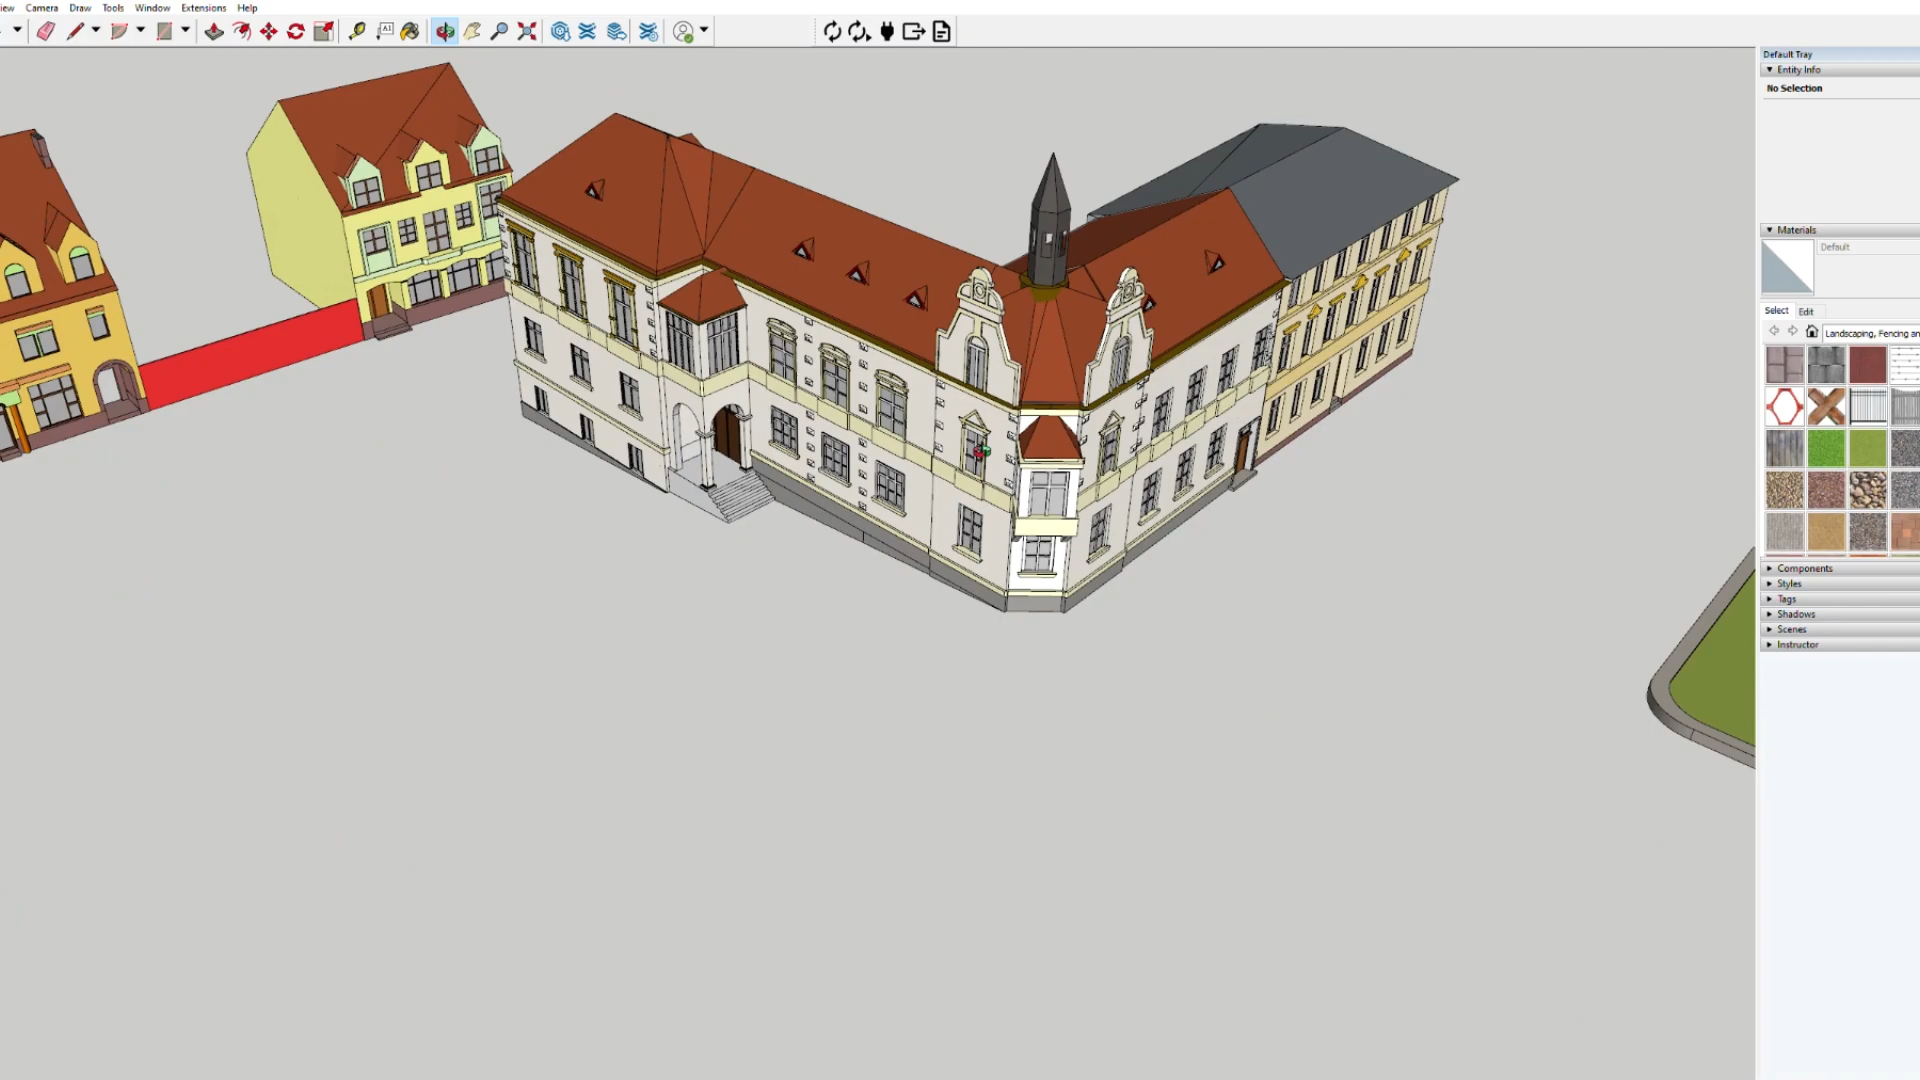 Camera Draw Tools Window Extensions Help
A1
Default Tray
Entity Info
No Selection
Materials
Default
Select Edit
Landscaping, Fencing
Components
Styles
Tags
Shadows
Scenes
Instructor